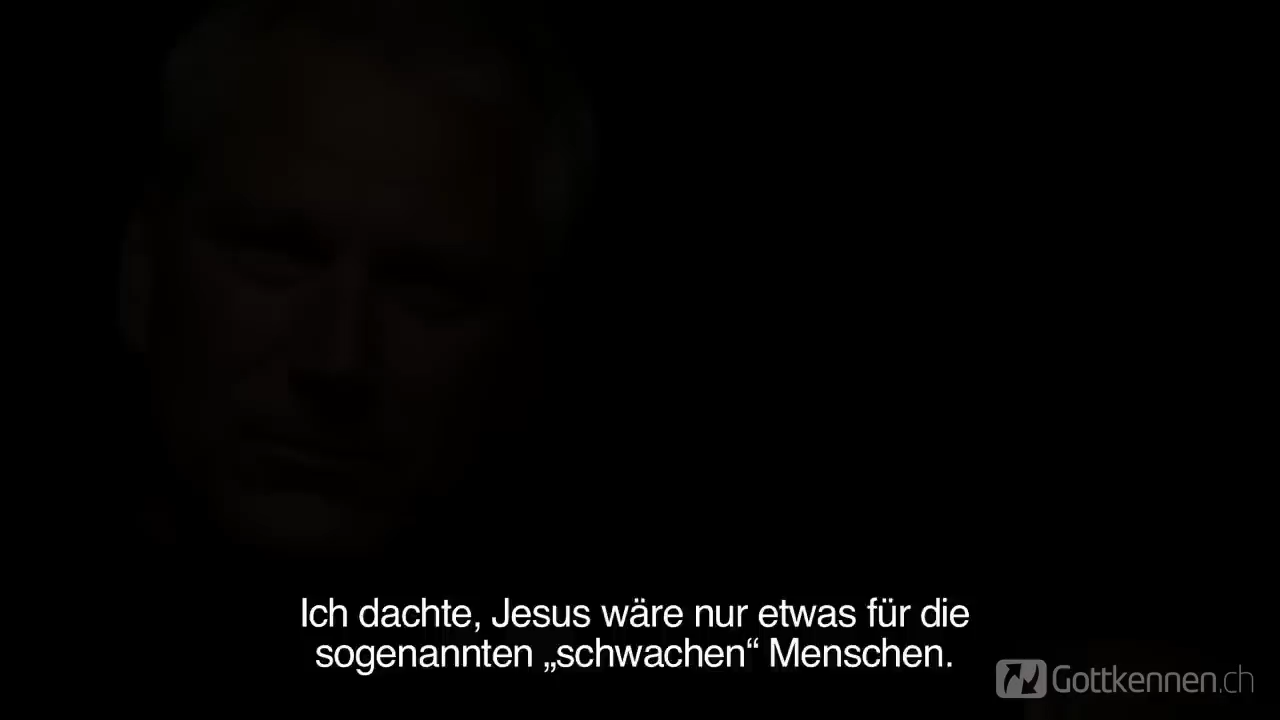 Ich dachte, Jesus wäre nur etwas für die
sogenannten „schwachen“ Menschen.
Gottkennen.ch